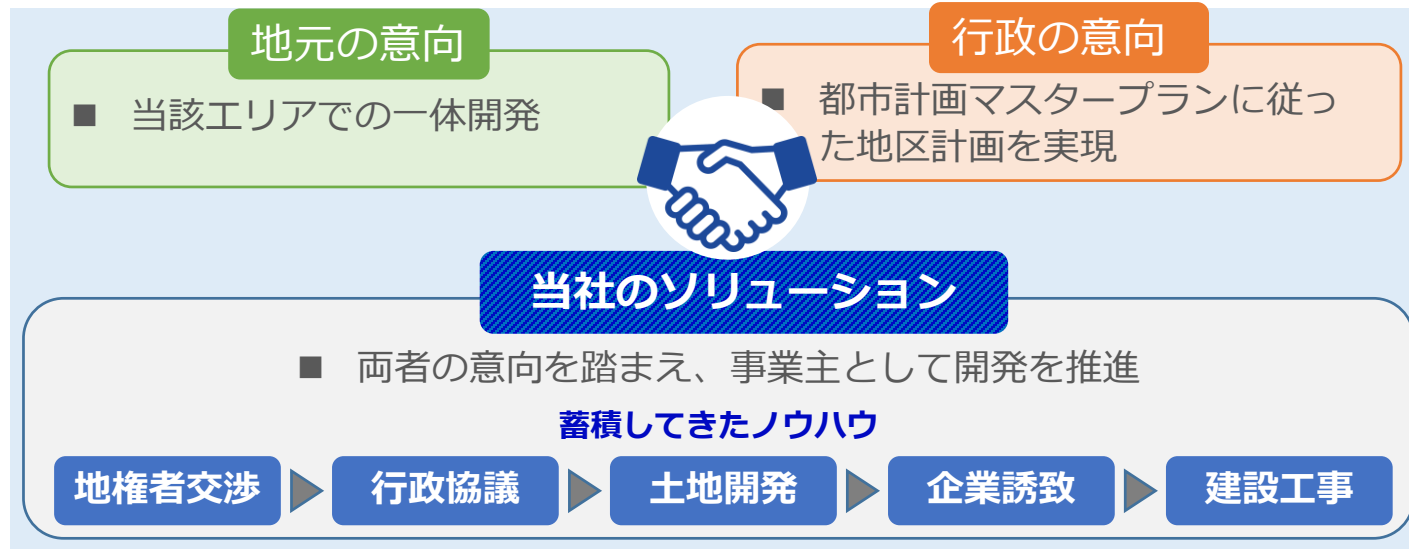 地元の意向
■ 当該エリアでの一体開発
行政の意向
■ 都市計画マスタープランに従っ
た地区計画を実現
当社のソリューション
■ 両者の意向を踏まえ、事業主として開発を推進
蓄積してきたノウハウ
地権者交渉
行政協議
土地開発
企業誘致
建設工事